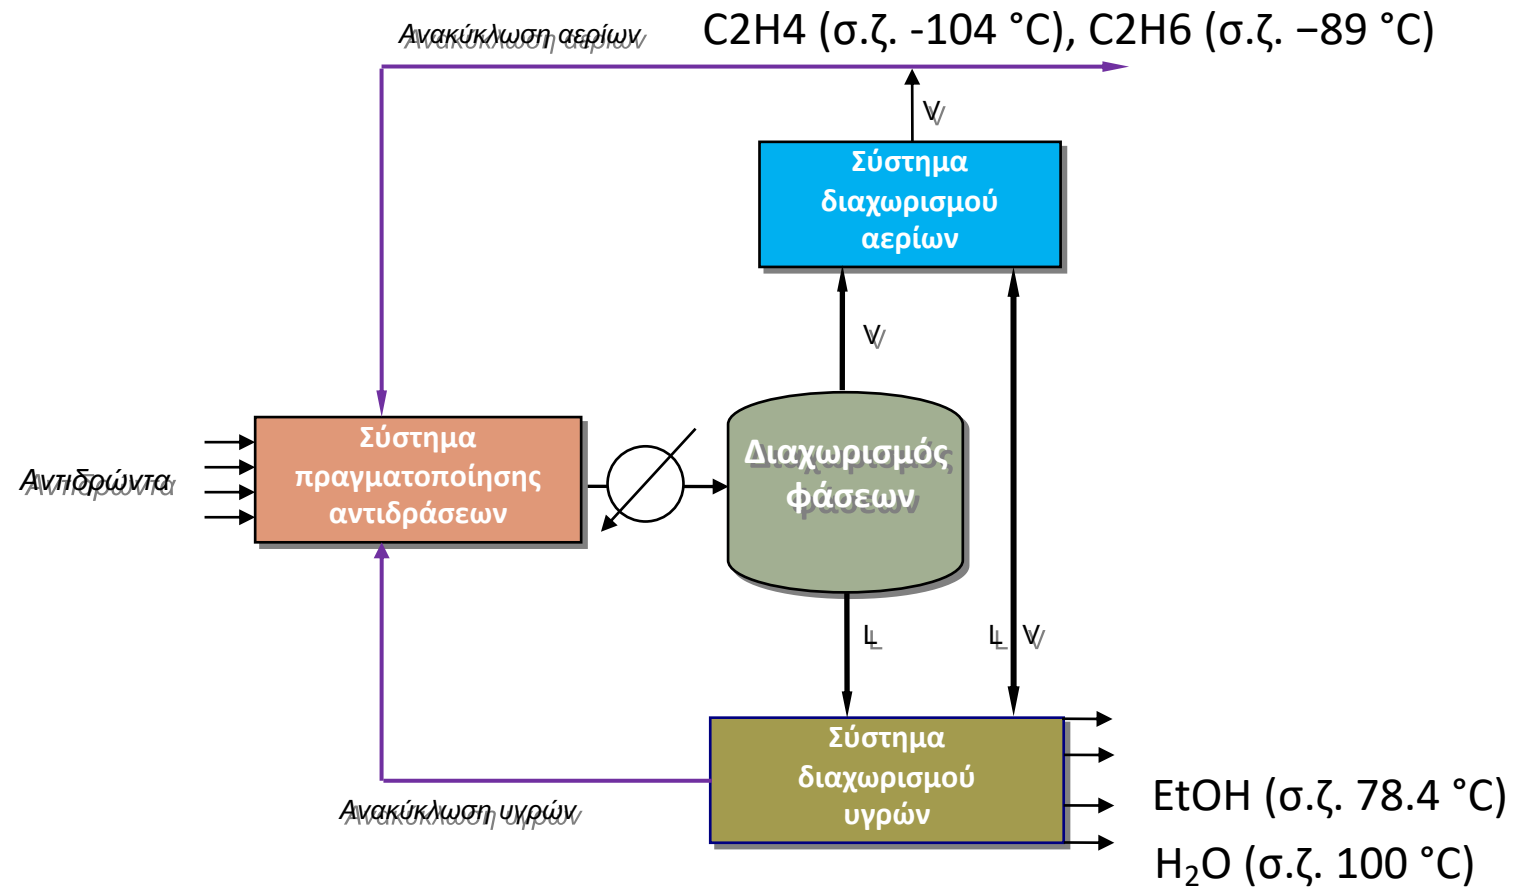 Ανακύκλωση αερίων
C2H4 (σ.ζ. -104 °C), C2H6 (σ.ζ. −89 °C)
V
Σύστημα
διαχωρισμού
αερίων
V
Σύστημα
πραγματοποίησης
αντιδράσεων
Διαχωρισμός
φάσεων
Αντιδρώντα
L
L
V
Σύστημα
διαχωρισμού
υγρών
Ανακύκλωση υγρών
EtOH (σ.ζ. 78.4 °C)
H₂O (σ.ζ. 100 °C)